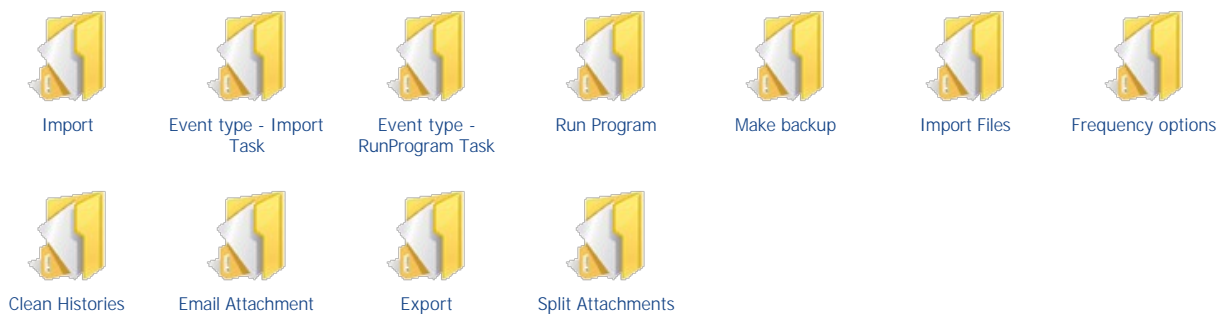 Import
Event type - Import
Task
Event type -
RunProgram Task
Run Program
Make backup
Import Files
Frequency options
Clean Histories
Email Attachment
Export
Split Attachments